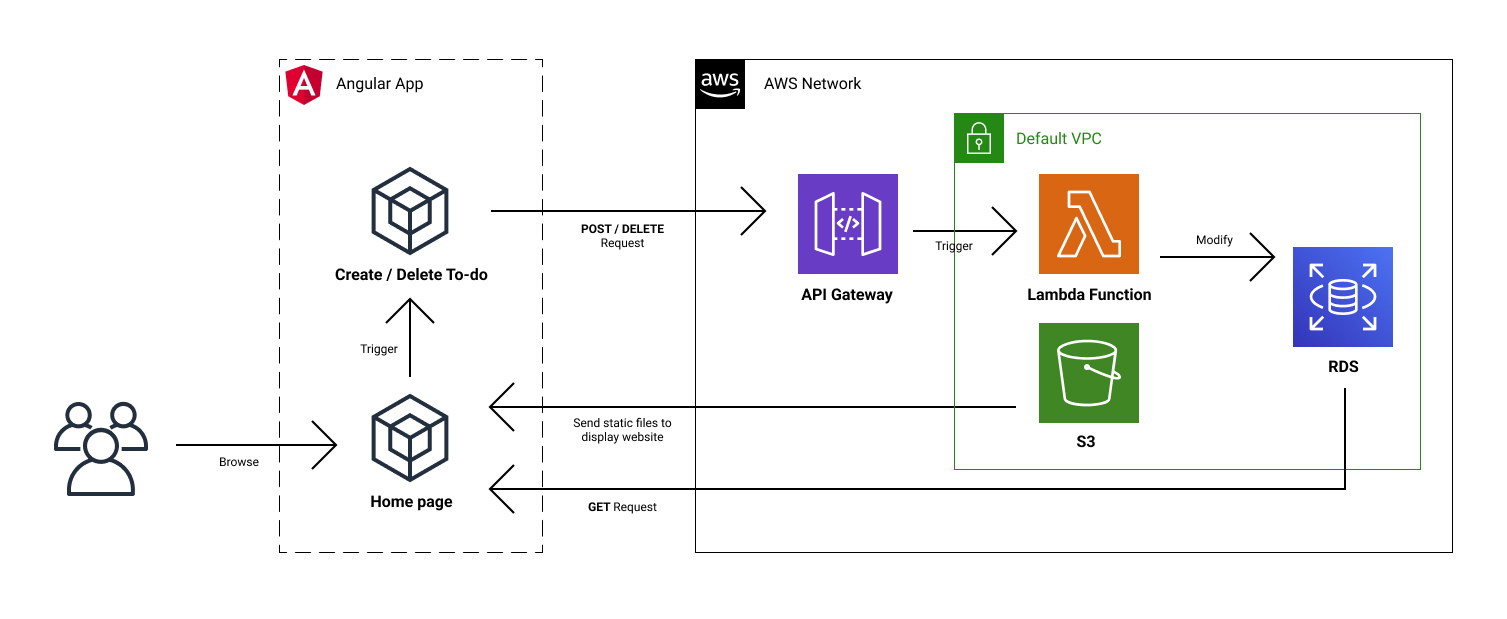 Angular App
aws
AWS Network
Default VPC
POST / DELETE
Request
Trigger
Modify
Create / Delete To-do
API Gateway
Lambda Function
Trigger
RDS
Send static files to
display website
S3
Browse
Home page
GET Request